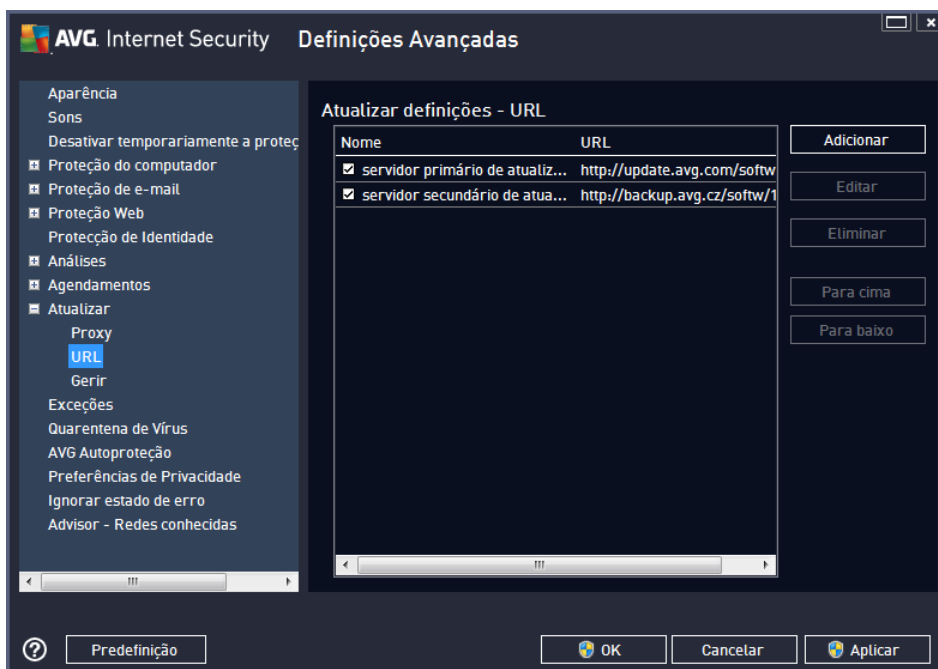 AVG. Internet Security Definições Avançadas
Aparência
Sons
Desativar temporariamente a proteç
Proteção do computador
Proteção de e-mail
Proteção Web
Protecção de Identidade
Análises
Agendamentos
Atualizar
Proxy
URL
Gerir
Exceções
Quarentena de Vírus
AVG Autoproteção
Preferências de Privacidade
Ignorar estado de erro
Advisor - Redes conhecidas
Atualizar definições - URL
Nome URL
servidor primário de atualiz... http://update.avg.com/softw
servidor secundário de atua... http://backup.avg.cz/softw/1
Adicionar
Editar
Eliminar
Para cima
Para baixo
Predefinição
OK
Cancelar
Aplicar